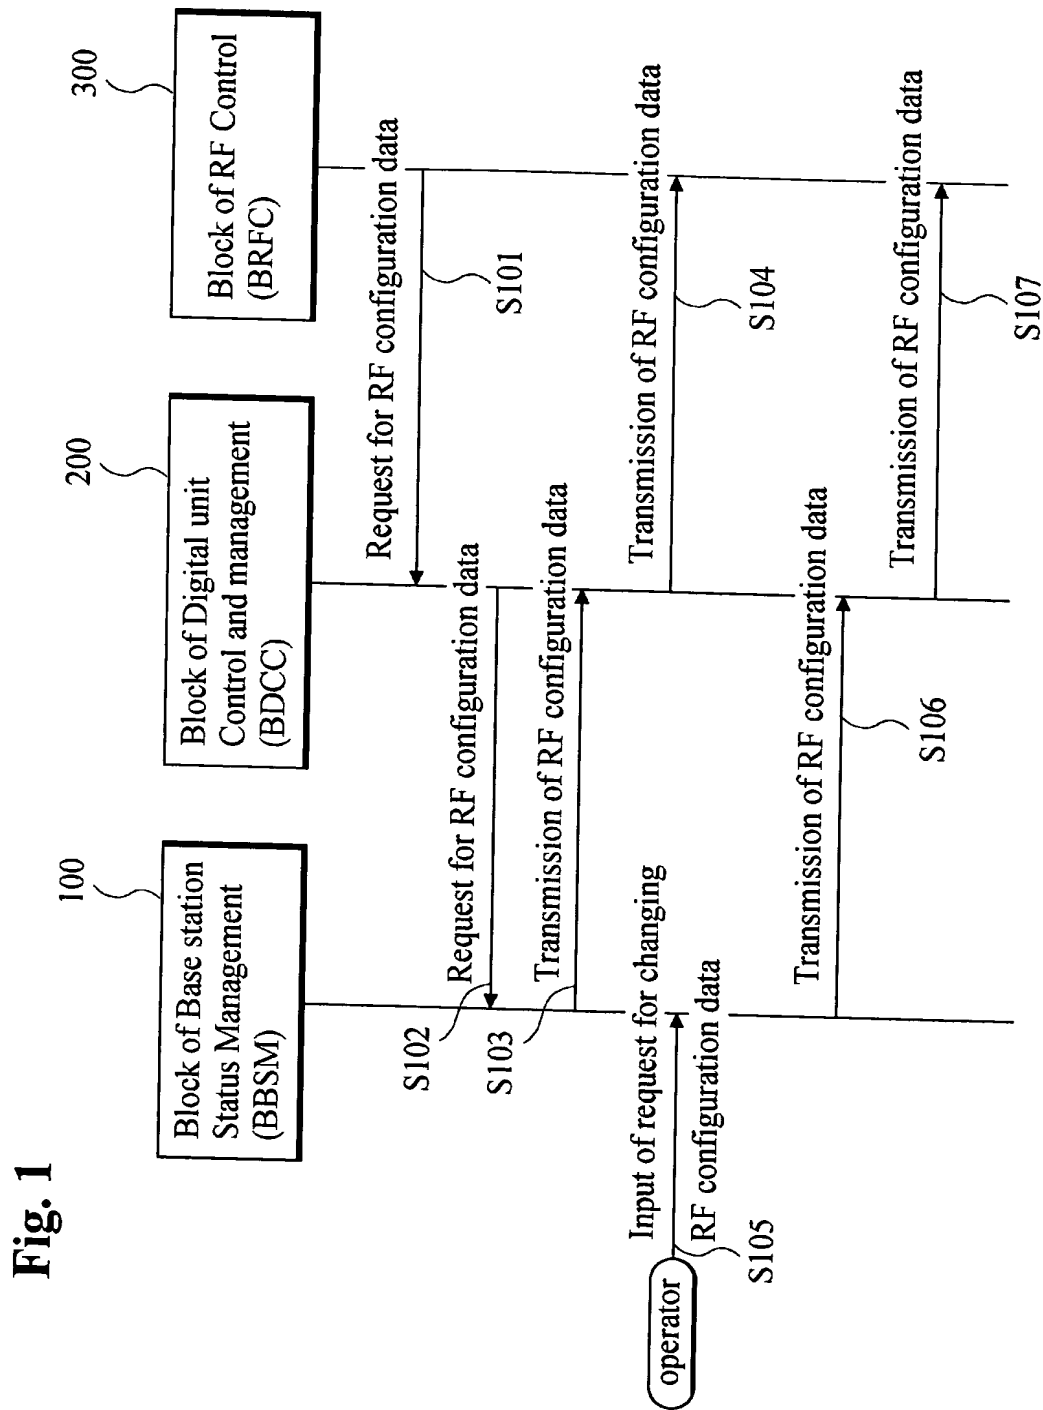 Fig. 1
100
200
300
Block of Base station
Status Management
(BBSM)
Block of Digital unit
Control and management
(BDCC)
Block of RF Control
(BRFC)
Request for RF configuration data
S101
Request for RF configuration data
S102
Transmission of RF configuration data
S103
Transmission of RF configuration data
S104
operator
Input of request for changing
RF configuration data
S105
Transmission of RF configuration data
S106
Transmission of RF configuration data
S107